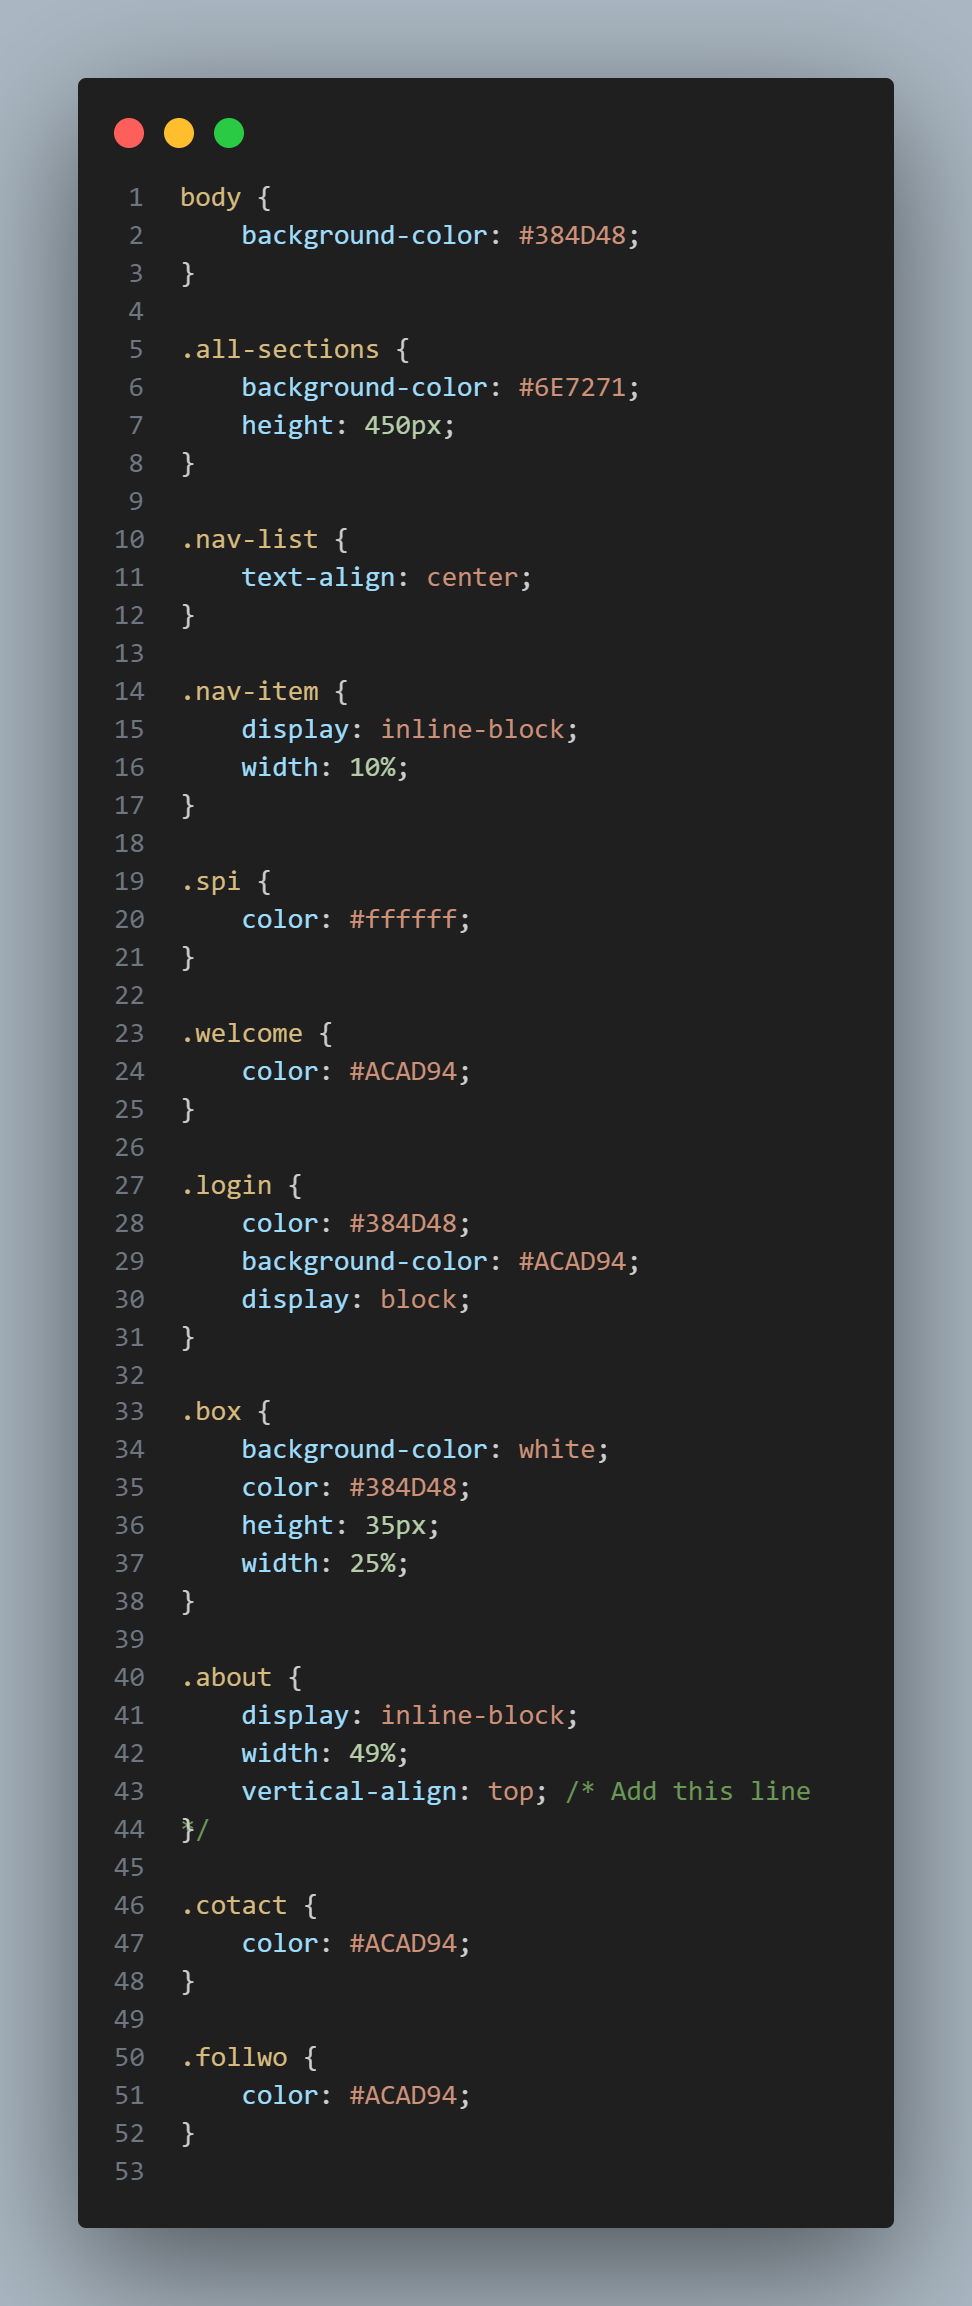 1 body {
2     background-color: #384D48;
3 }
4
5 .all-sections {
6     background-color: #6E7271;
7     height: 450px;
8 }
9
10 .nav-list {
11     text-align: center;
12 }
13
14 .nav-item {
15     display: inline-block;
16     width: 10%;
17 }
18
19 .spi {
20     color: #ffffff;
21 }
22
23 .welcome {
24     color: #ACAD94;
25 }
26
27 .login {
28     color: #384D48;
29     background-color: #ACAD94;
30     display: block;
31 }
32
33 .box {
34     background-color: white;
35     color: #384D48;
36     height: 35px;
37     width: 25%;
38 }
39
40 .about {
41     display: inline-block;
42     width: 49%;
43     vertical-align: top; /* Add this line
44 }*/
45
46 .cotact {
47     color: #ACAD94;
48 }
49
50 .follwo {
51     color: #ACAD94;
52 }
53